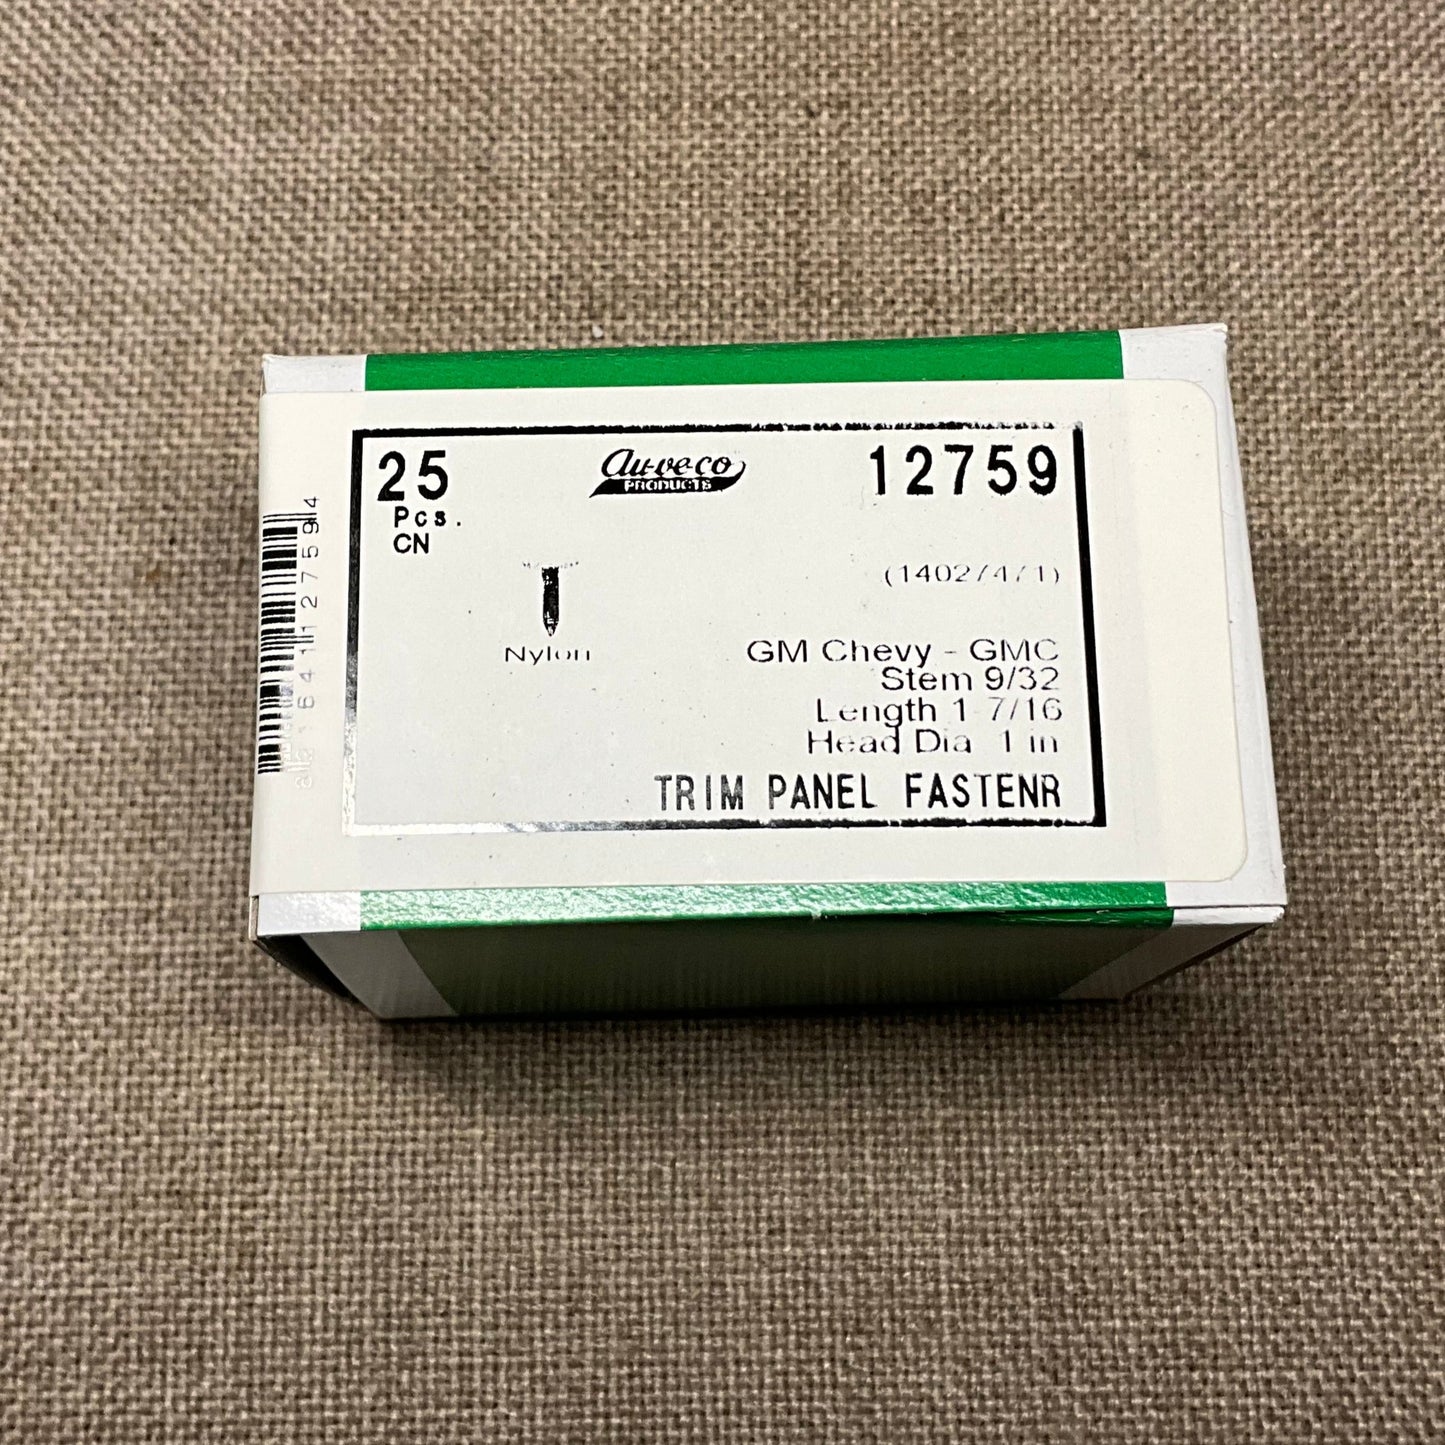 25
Pcs.
CN
Au-ve-co
PRODUCTS
12759
Nylon
GM Chevy - GMC
Stem 9/32
Length 1 7/16
Head Dia 1 in
TRIM PANEL FASTENR